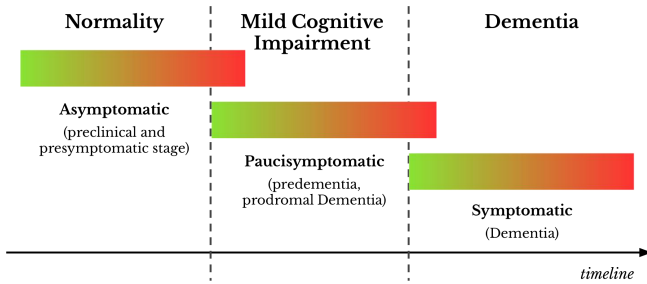 Normality
Mild Cognitive
Impairment
Dementia
Asymptomatic
(preclinical and
presymptomatic stage)
Paucisymptomatic
(predementia,
prodromal Dementia)
Symptomatic
(Dementia)
timeline